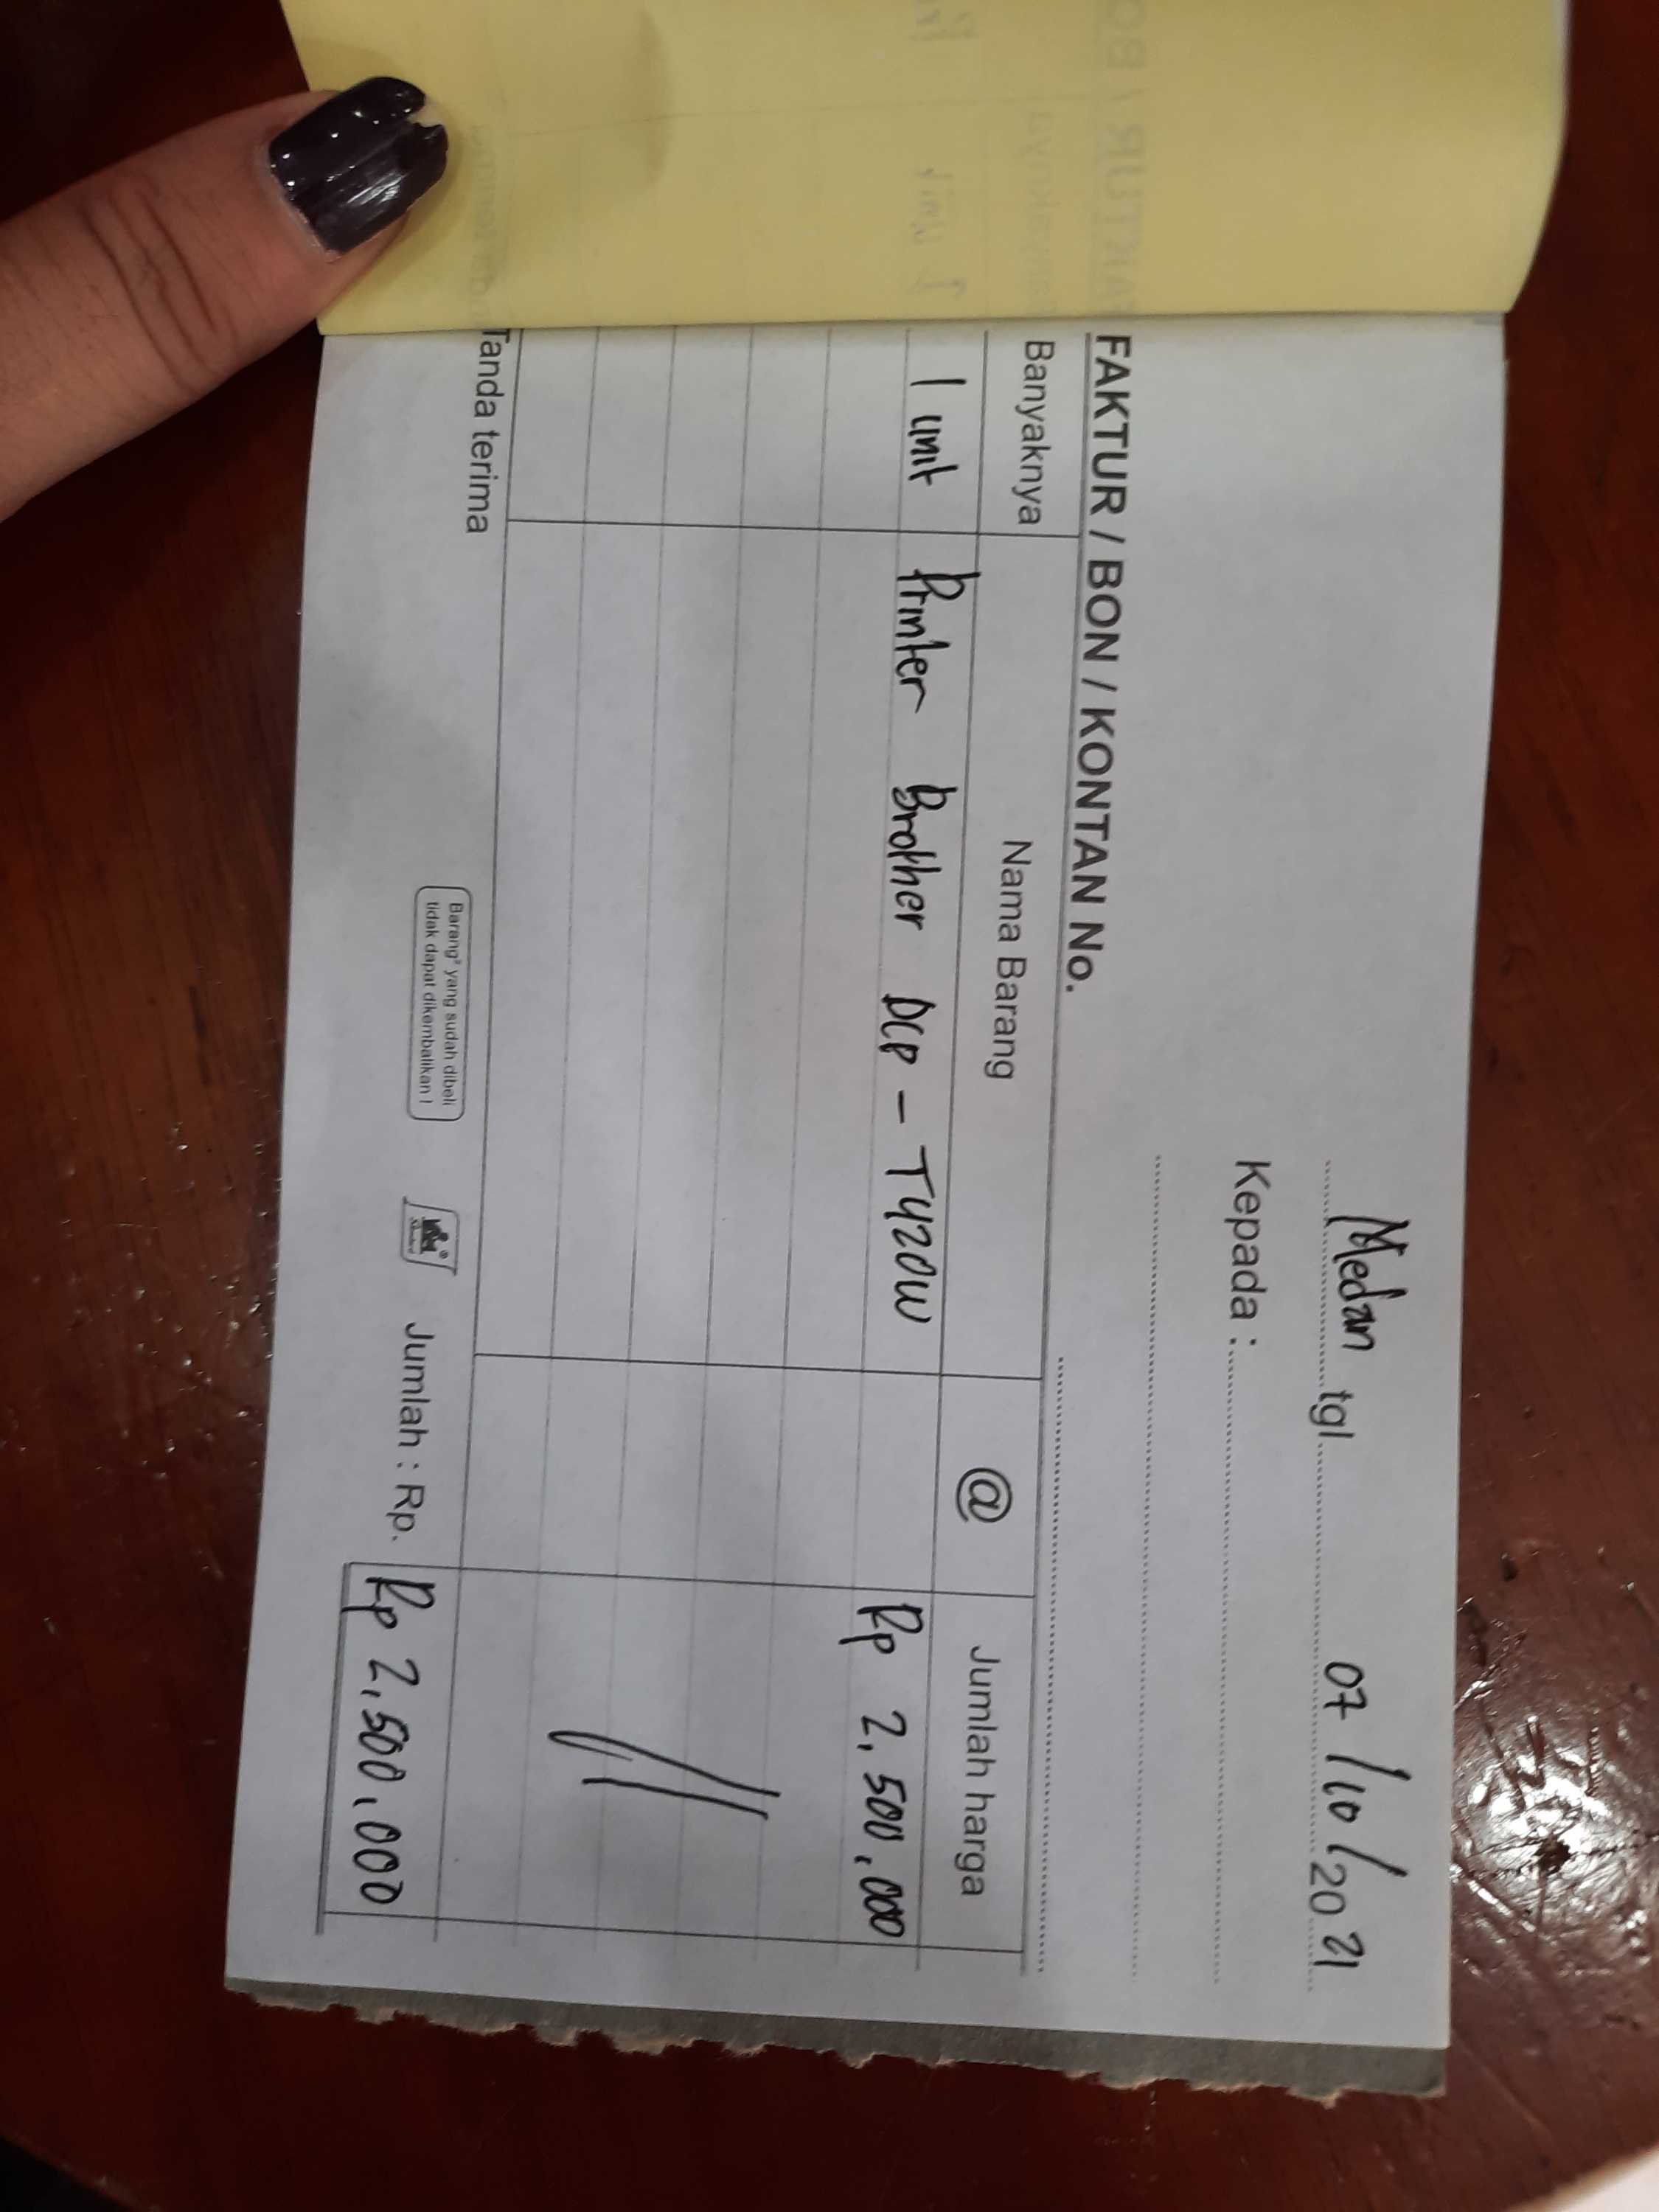 Medan tgl 07/10/2021
Kepada :
FAKTUR / BON / KONTAN No.
Banyaknya Nama Barang @ Jumlah harga
1 unit Printer Brother DCP - T420W Rp 2.500.000
Tanda terima
Barang² yang sudah dibeli
tidak dapat dikembalikan !
Jumlah : Rp. Rp 2.500.000